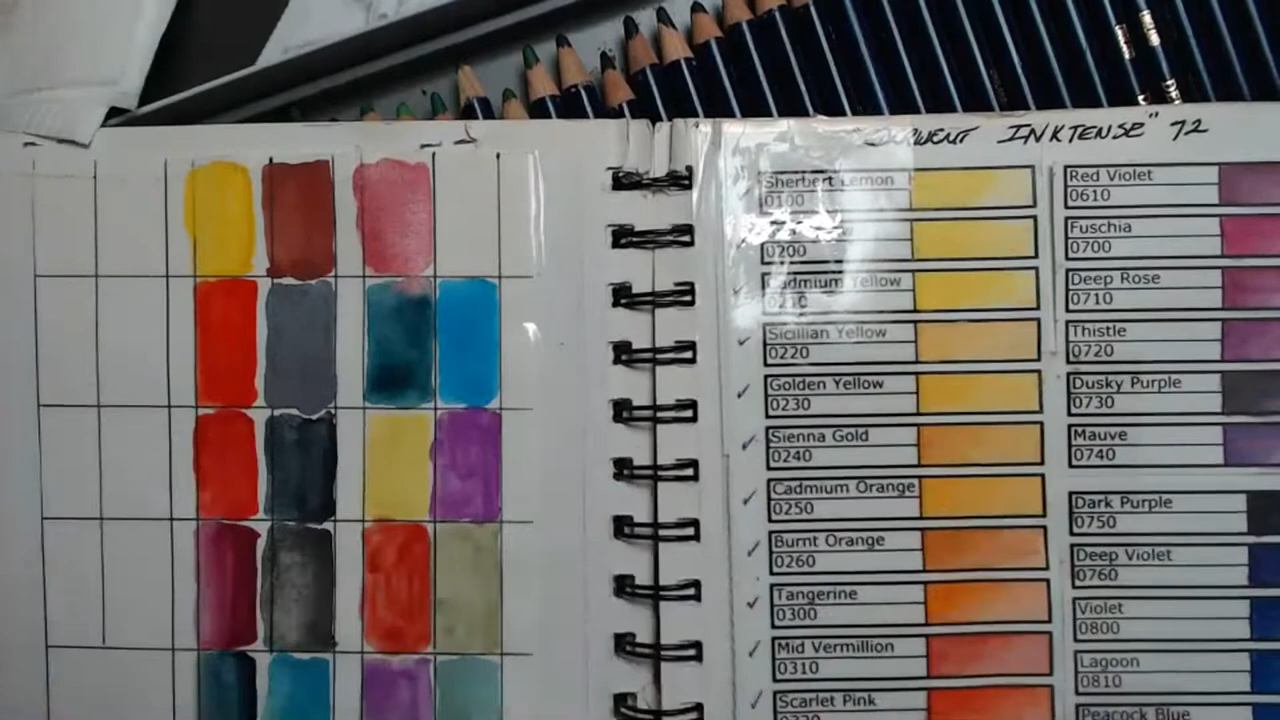 INKTENSE" 72
Sherbert Lemon
0100
0200
Cadmium Yellow
0210
Sicilian Yellow
0220
Golden Yellow
0230
Sienna Gold
0240
Cadmium Orange
0250
Burnt Orange
0260
Tangerine
0300
Mid Vermillion
0310
Scarlet Pink
Red Violet
0610
Fuschia
0700
Deep Rose
0710
Thistle
0720
Dusky Purple
0730
Mauve
0740
Dark Purple
0750
Deep Violet
0760
Violet
0800
Lagoon
0810
Peacock Blue